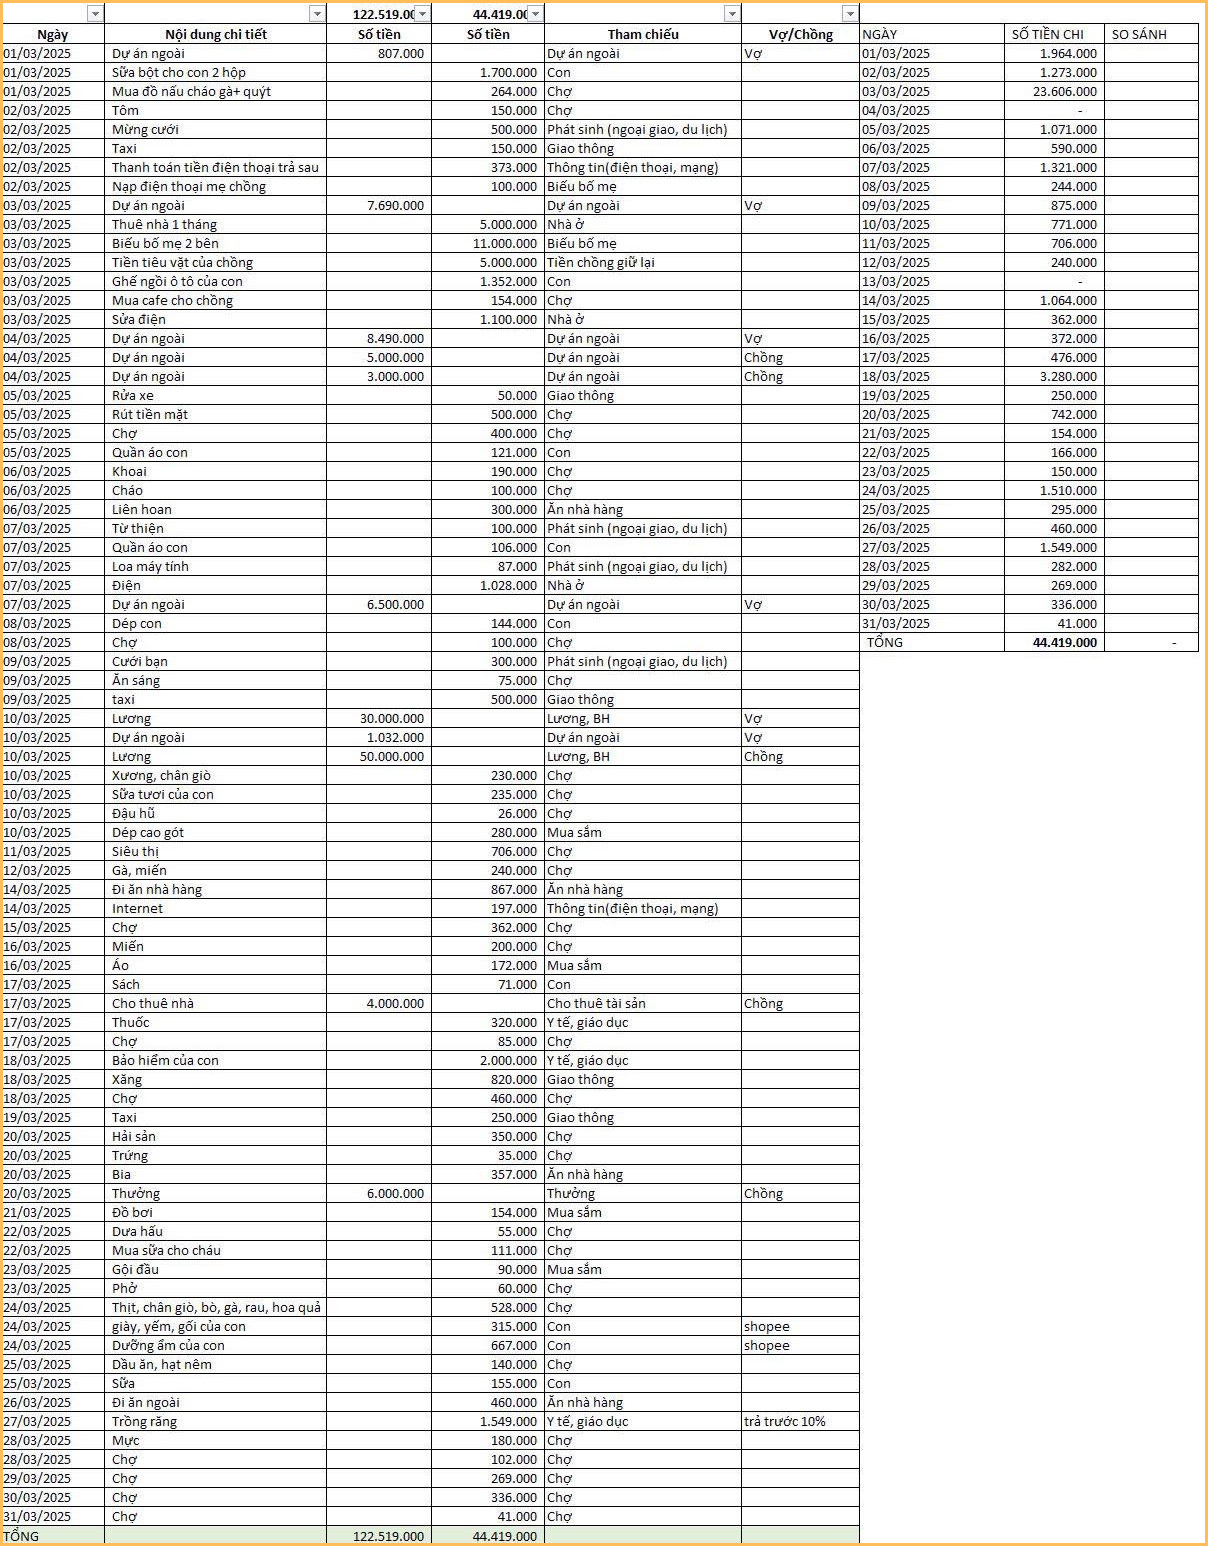 122.519.00 44.419.0
Ngày Nội dung chi tiết Số tiền Số tiền Tham chiếu Vợ/Chồng NGÀY SỐ TIỀN CHI SO SÁNH
01/03/2025 Dự án ngoài 807.000 Dự án ngoài Vợ 01/03/2025 1.964.000
01/03/2025 Sữa bột cho con 2 hộp 1.700.000 Con 02/03/2025 1.273.000
01/03/2025 Mua đồ nấu cháo gà+ quýt 264.000 Chợ 03/03/2025 23.606.000
02/03/2025 Tôm 150.000 Chợ 04/03/2025 -
02/03/2025 Mừng cưới 500.000 Phát sinh (ngoại giao, du lịch) 05/03/2025 1.071.000
02/03/2025 Taxi 150.000 Giao thông 06/03/2025 590.000
02/03/2025 Thanh toán tiền điện thoại trả sau 373.000 Thông tin(điện thoại, mạng) 07/03/2025 1.321.000
02/03/2025 Nạp điện thoại mẹ chồng 100.000 Biếu bố mẹ 08/03/2025 244.000
03/03/2025 Dự án ngoài 7.690.000 Dự án ngoài Vợ 09/03/2025 875.000
03/03/2025 Thuê nhà 1 tháng 5.000.000 Nhà ở 10/03/2025 771.000
03/03/2025 Biếu bố mẹ 2 bên 11.000.000 Biếu bố mẹ 11/03/2025 706.000
03/03/2025 Tiền tiêu vặt của chồng 5.000.000 Tiền chồng giữ lại 12/03/2025 240.000
03/03/2025 Ghế ngồi ô tô của con 1.352.000 Con 13/03/2025 -
03/03/2025 Mua cafe cho chồng 154.000 Chợ 14/03/2025 1.064.000
03/03/2025 Sửa điện 1.100.000 Nhà ở 15/03/2025 362.000
04/03/2025 Dự án ngoài 8.490.000 Dự án ngoài Vợ 16/03/2025 372.000
04/03/2025 Dự án ngoài 5.000.000 Dự án ngoài Chồng 17/03/2025 476.000
04/03/2025 Dự án ngoài 3.000.000 Dự án ngoài Chồng 18/03/2025 3.280.000
05/03/2025 Rửa xe 50.000 Giao thông 19/03/2025 250.000
05/03/2025 Rút tiền mặt 500.000 Chợ 20/03/2025 742.000
05/03/2025 Chợ 400.000 Chợ 21/03/2025 154.000
05/03/2025 Quần áo con 121.000 Con 22/03/2025 166.000
06/03/2025 Khoai 190.000 Chợ 23/03/2025 150.000
06/03/2025 Cháo 100.000 Chợ 24/03/2025 1.510.000
06/03/2025 Liên hoan 300.000 Ăn nhà hàng 25/03/2025 295.000
07/03/2025 Từ thiện 100.000 Phát sinh (ngoại giao, du lịch) 26/03/2025 460.000
07/03/2025 Quần áo con 106.000 Con 27/03/2025 1.549.000
07/03/2025 Loa máy tính 87.000 Phát sinh (ngoại giao, du lịch) 28/03/2025 282.000
07/03/2025 Điện 1.028.000 Nhà ở 29/03/2025 269.000
07/03/2025 Dự án ngoài 6.500.000 Dự án ngoài Vợ 30/03/2025 336.000
08/03/2025 Dép con 144.000 Con 31/03/2025 41.000
08/03/2025 Chợ 100.000 Chợ TỔNG 44.419.000 -
09/03/2025 Cưới bạn 300.000 Phát sinh (ngoại giao, du lịch)
09/03/2025 Ăn sáng 75.000 Chợ
09/03/2025 taxi 500.000 Giao thông
10/03/2025 Lương 30.000.000 Lương, BH Vợ
10/03/2025 Dự án ngoài 1.032.000 Dự án ngoài Vợ
10/03/2025 Lương 50.000.000 Lương, BH Chồng
10/03/2025 Xương, chân giò 230.000 Chợ
10/03/2025 Sữa tươi của con 235.000 Chợ
10/03/2025 Đậu hũ 26.000 Chợ
10/03/2025 Dép cao gót 280.000 Mua sắm
11/03/2025 Siêu thị 706.000 Chợ
12/03/2025 Gà, miến 240.000 Chợ
14/03/2025 Đi ăn nhà hàng 867.000 Ăn nhà hàng
14/03/2025 Internet 197.000 Thông tin(điện thoại, mạng)
15/03/2025 Chợ 362.000 Chợ
16/03/2025 Miến 200.000 Chợ
16/03/2025 Áo 172.000 Mua sắm
17/03/2025 Sách 71.000 Con
17/03/2025 Cho thuê nhà 4.000.000 Cho thuê tài sản Chồng
17/03/2025 Thuốc 320.000 Y tế, giáo dục
17/03/2025 Chợ 85.000 Chợ
18/03/2025 Bảo hiểm của con 2.000.000 Y tế, giáo dục
18/03/2025 Xăng 820.000 Giao thông
18/03/2025 Chợ 460.000 Chợ
19/03/2025 Taxi 250.000 Giao thông
20/03/2025 Hải sản 350.000 Chợ
20/03/2025 Trứng 35.000 Chợ
20/03/2025 Bia 357.000 Ăn nhà hàng
20/03/2025 Thưởng 6.000.000 Thưởng Chồng
21/03/2025 Đồ bơi 154.000 Mua sắm
22/03/2025 Dưa hấu 55.000 Chợ
22/03/2025 Mua sữa cho cháu 111.000 Chợ
23/03/2025 Gội đầu 90.000 Mua sắm
23/03/2025 Phở 60.000 Chợ
24/03/2025 Thịt, chân giò, bò, gà, rau, hoa quả 528.000 Chợ
24/03/2025 giày, yếm, gối của con 315.000 Con shopee
24/03/2025 Dưỡng ẩm của con 667.000 Con shopee
25/03/2025 Dầu ăn, hạt nêm 140.000 Chợ
25/03/2025 Sữa 155.000 Con
26/03/2025 Đi ăn ngoài 460.000 Ăn nhà hàng
27/03/2025 Trồng răng 1.549.000 Y tế, giáo dục trả trước 10%
28/03/2025 Mực 180.000 Chợ
28/03/2025 Chợ 102.000 Chợ
29/03/2025 Chợ 269.000 Chợ
30/03/2025 Chợ 336.000 Chợ
31/03/2025 Chợ 41.000 Chợ
TỔNG 122.519.000 44.419.000